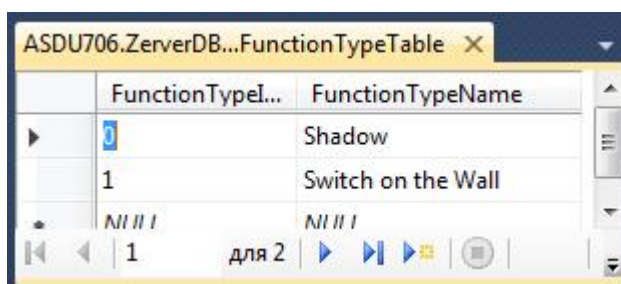 ASDU706.ZerverDB...FunctionTypeTable
FunctionTypeI... FunctionTypeName
0 Shadow
1 Switch on the Wall
NULL NULL
1 для 2